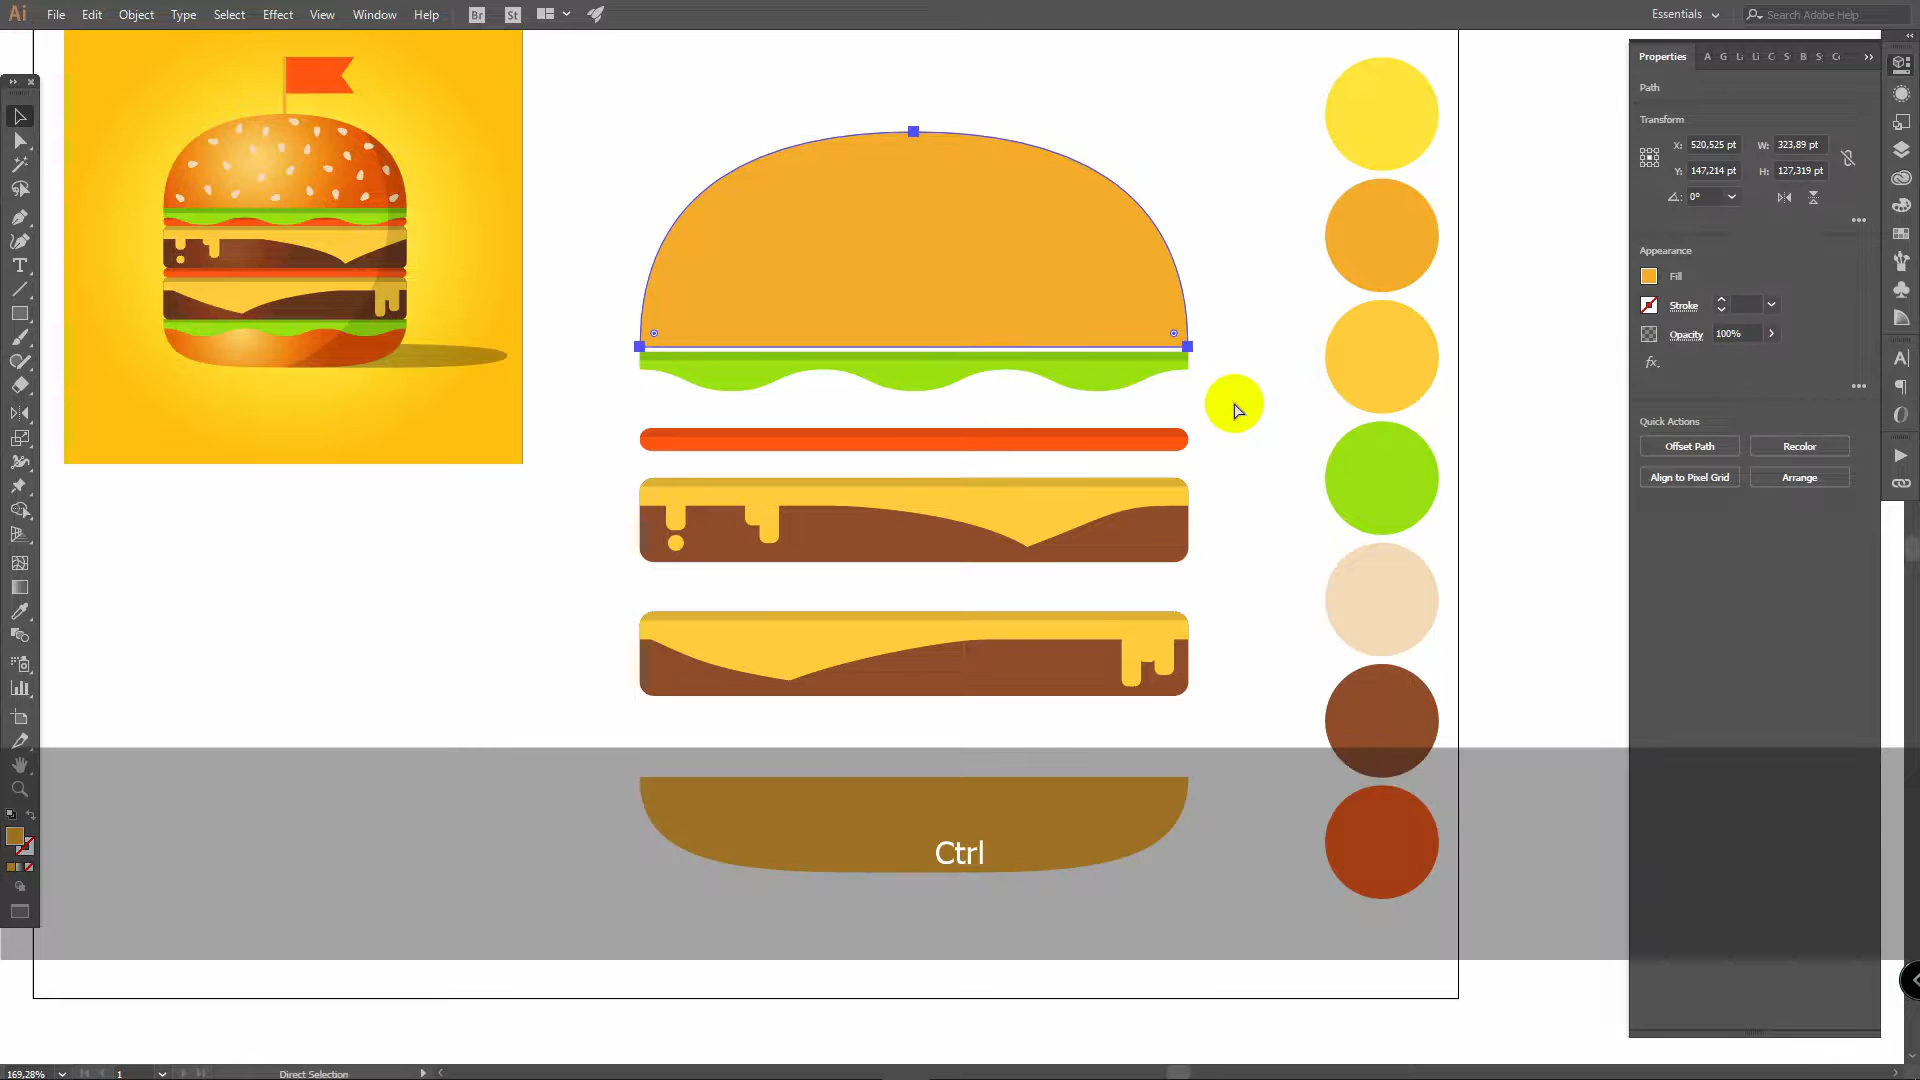 Ai File Edit Object Type Select Effect View Window Help Br St Essentials Search Adobe Help
Properties A G L Li C S B S
Path
Transform
X: 520,525 pt W: 323,89 pt
Y: 147,214 pt H: 127,319 pt
0°
Appearance
Fill
Stroke
Opacity 100%
fx.
Quick Actions
Offset Path Recolor
Align to Pixel Grid Arrange
Ctrl
169,28% 1 Direct Selection